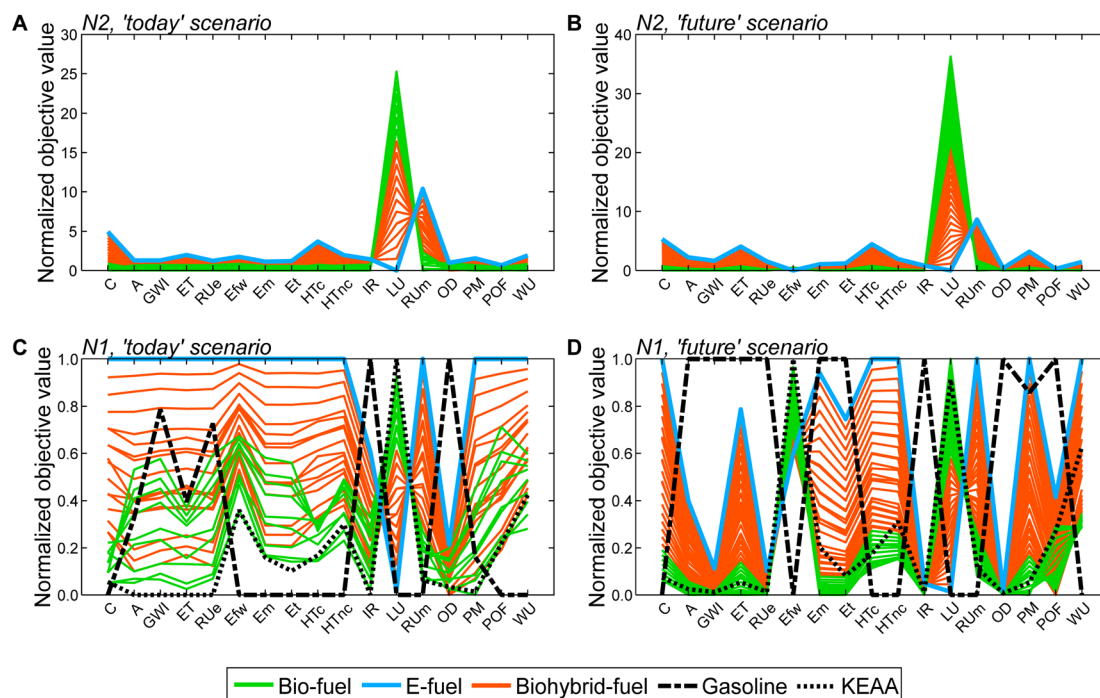 A N2, 'today' scenario
Normalized objective value
30
25
20
15
10
5
0
C A GWI ET RUe Efw Em Et HTc HTnc IR LU RUm OD PM POF WU
B N2, 'future' scenario
Normalized objective value
40
30
20
10
0
C A GWI ET RUe Efw Em Et HTc HTnc IR LU RUm OD PM POF WU
C N1, 'today' scenario
Normalized objective value
1.0
0.8
0.6
0.4
0.2
0.0
C A GWI ET RUe Efw Em Et HTc HTnc IR LU RUm OD PM POF WU
D N1, 'future' scenario
Normalized objective value
1.0
0.8
0.6
0.4
0.2
0.0
C A GWI ET RUe Efw Em Et HTc HTnc IR LU RUm OD PM POF WU
Bio-fuel E-fuel Biohybrid-fuel Gasoline KEAA